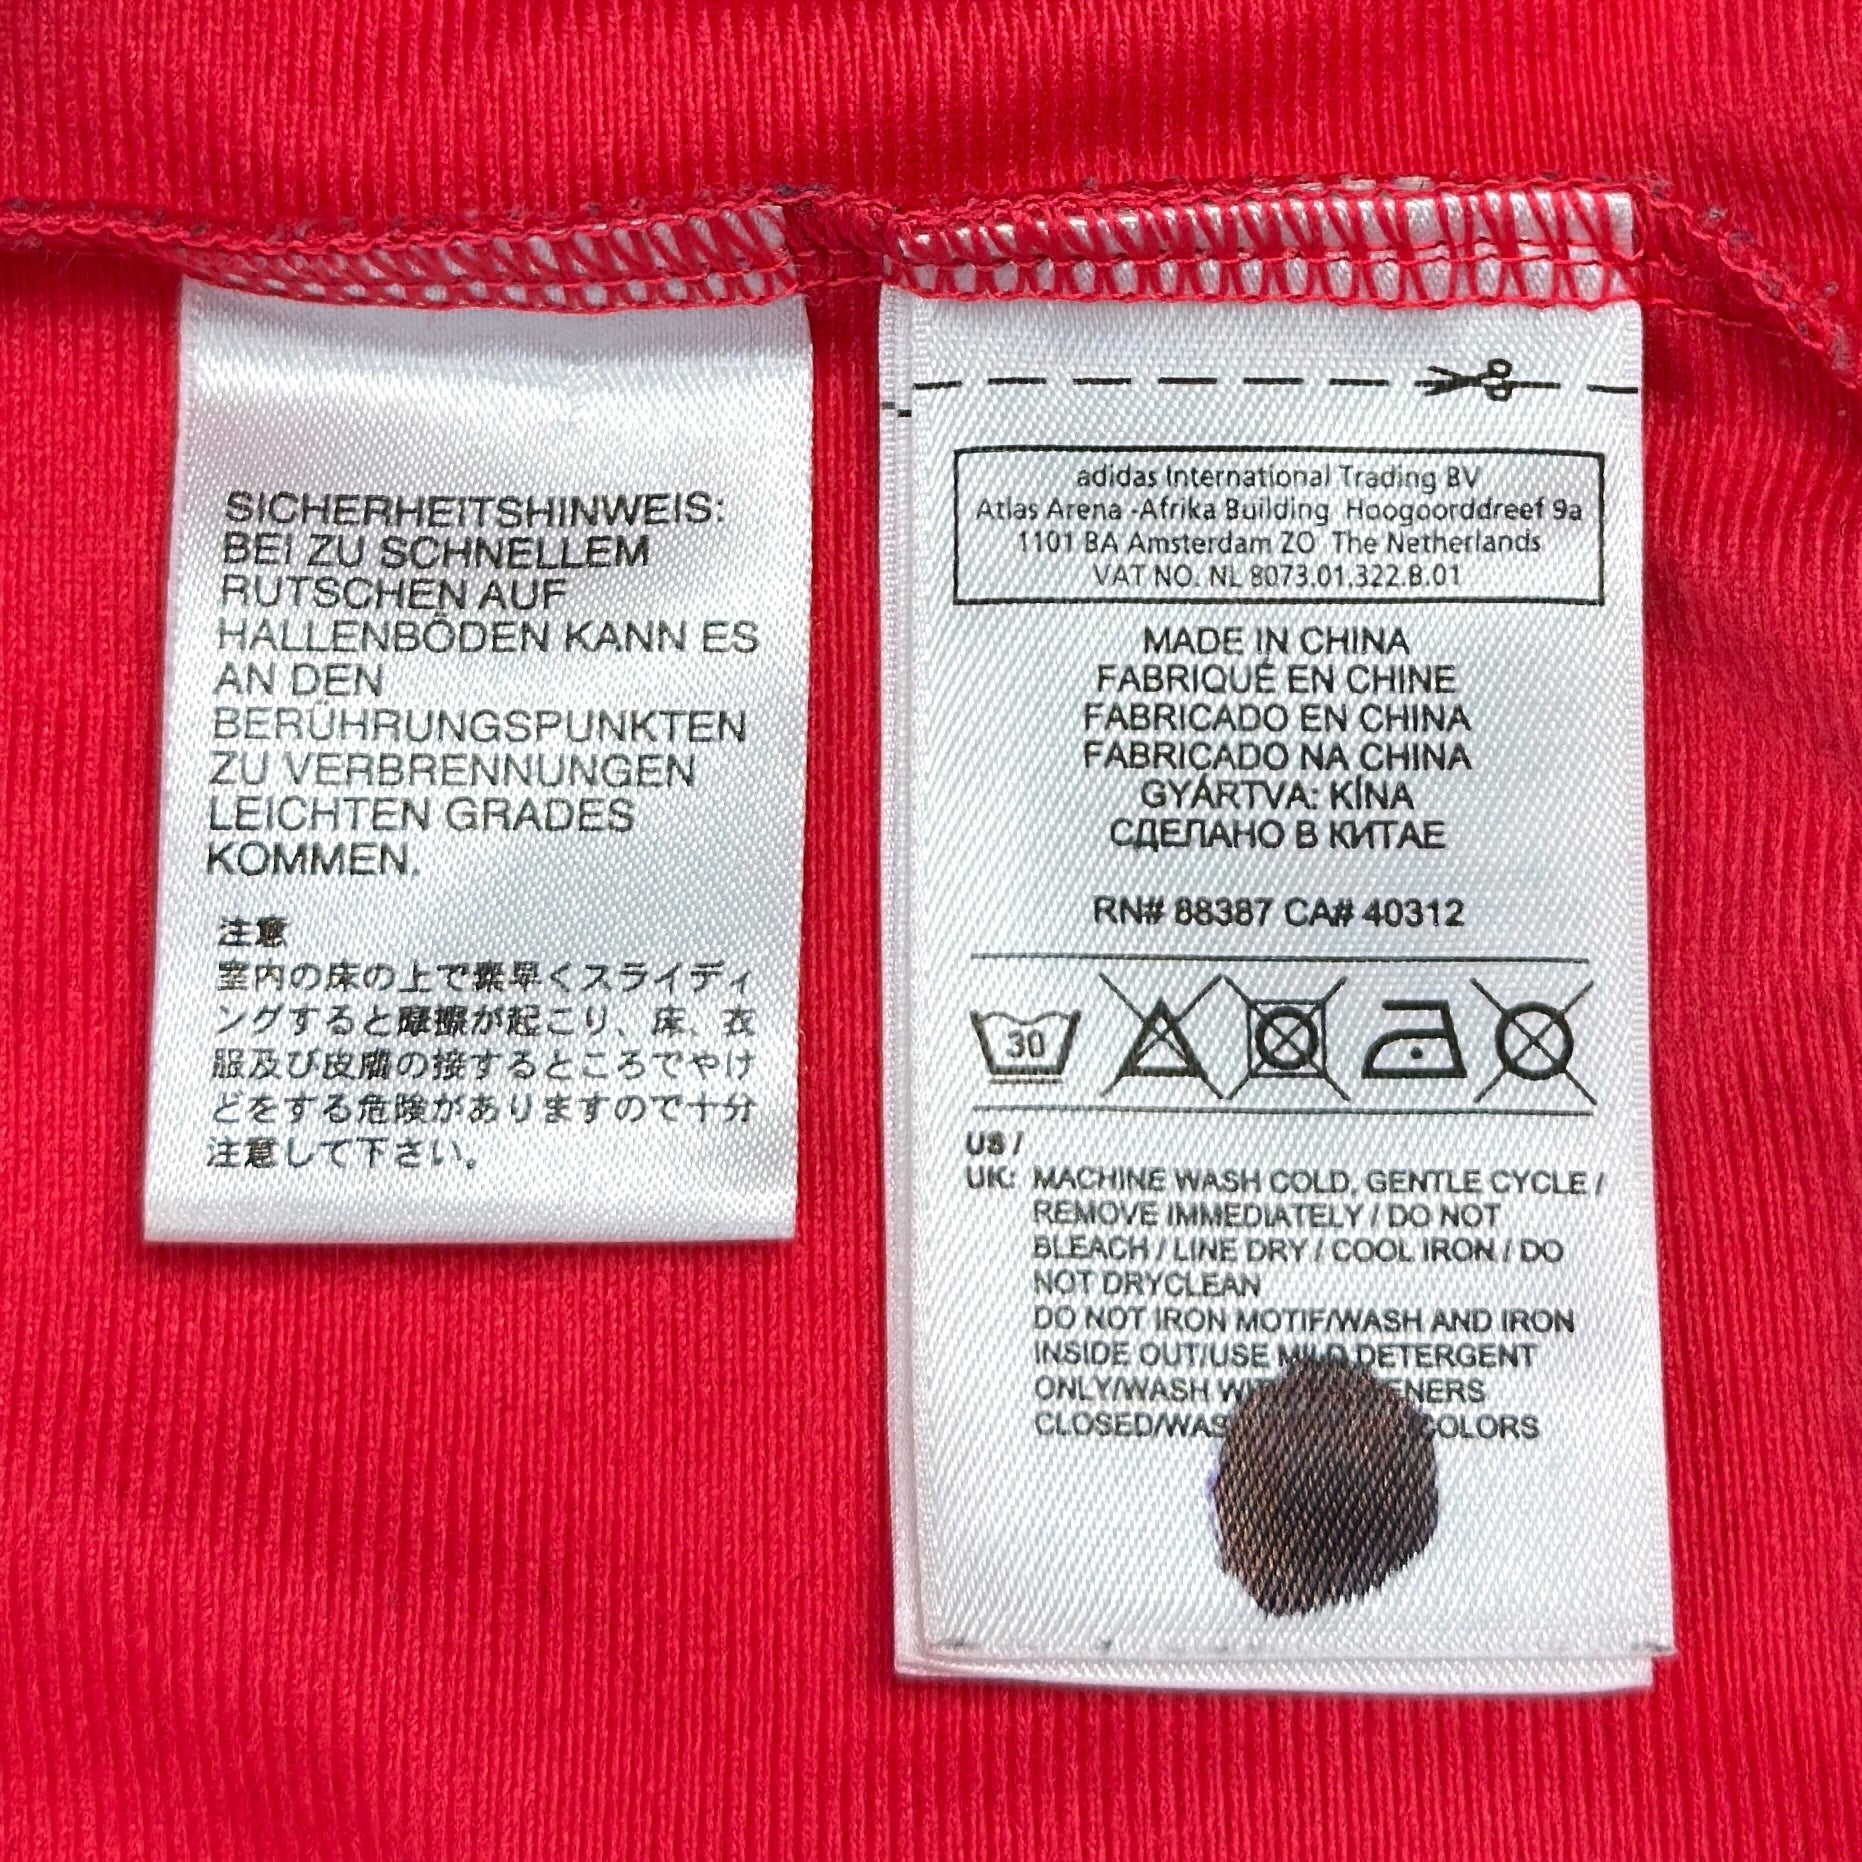 SICHERHEITSHINWEIS:
BEI ZU SCHNELLEM
RUTSCHEN AUF
HALLENBÖDEN KANN ES
AN DEN
BERÜHRUNGSPUNKTEN
ZU VERBRENNUNGEN
LEICHTEN GRADES
KOMMEN.
注意
室内の床の上で素早くスライディ
ングすると摩擦が起こり、床、衣
服及び皮膚の接するところでやけ
どをする危険がありますので十分
注意して下さい。
adidas International Trading BV
Atlas Arena -Afrika Building Hoogoorddreef 9a
1101 BA Amsterdam ZO The Netherlands
VAT NO. NL 8073.01.322.B.01
MADE IN CHINA
FABRIQUÉ EN CHINE
FABRICADO EN CHINA
FABRICADO NA CHINA
GYÁRTVA: KÍNA
СДЕЛАНО В КИТАЕ
RN# 88387 CA# 40312
30
US /
UK: MACHINE WASH COLD, GENTLE CYCLE /
REMOVE IMMEDIATELY / DO NOT
BLEACH / LINE DRY / COOL IRON / DO
NOT DRYCLEAN
DO NOT IRON MOTIF/WASH AND IRON
INSIDE OUT/USE MILD DETERGENT
ONLY/WASH
CLOSED/